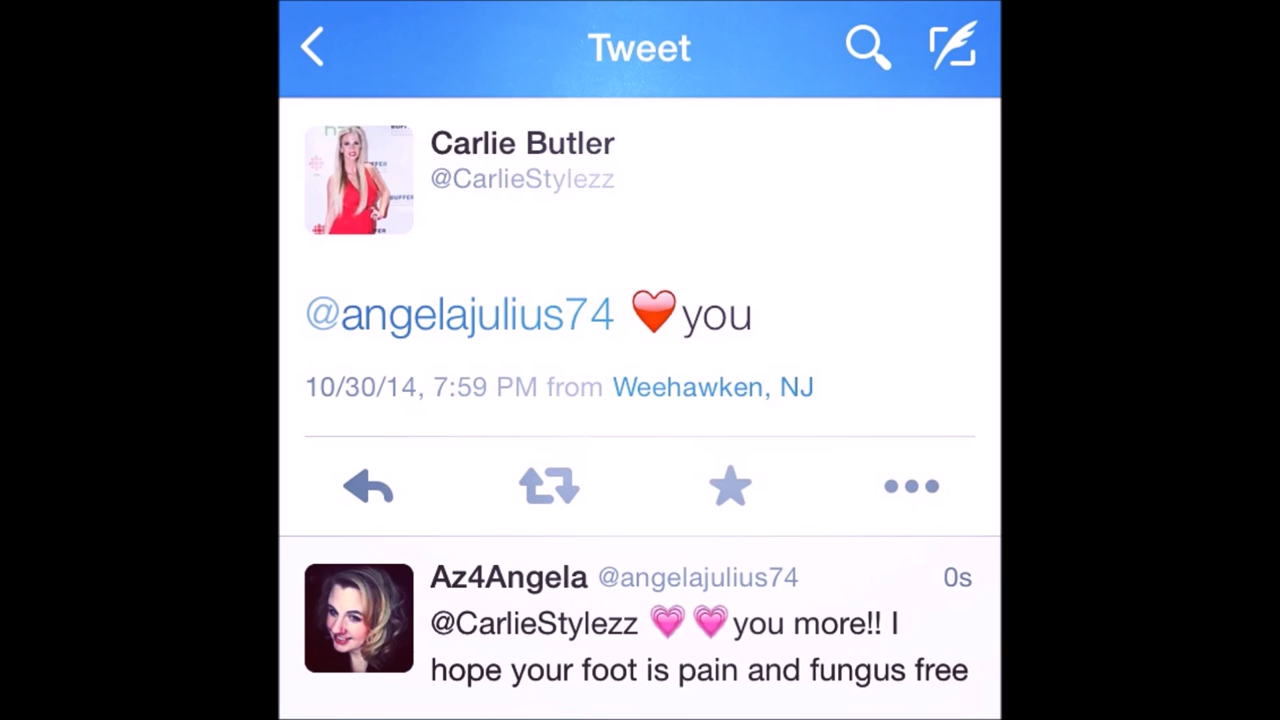 Tweet
Carlie Butler
@CarlieStylezz
@angelajulius74 ❤️you
10/30/14, 7:59 PM from Weehawken, NJ
Az4Angela @angelajulius74 0s
@CarlieStylezz 💗💗you more!! I
hope your foot is pain and fungus free